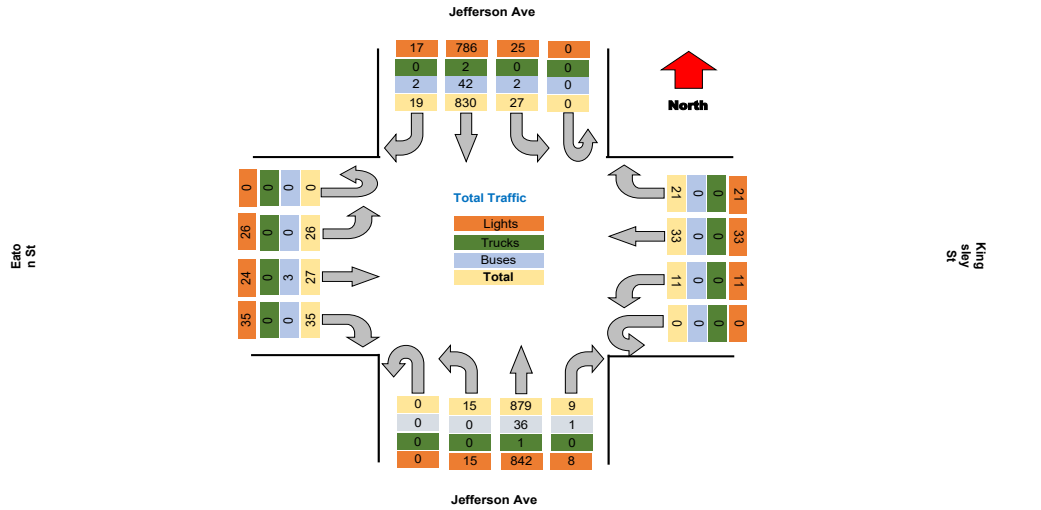 Jefferson Ave
17 786 25 0
0 2 0 0
2 42 2 0
19 830 27 0
North
0 0 0 0
26 0 0 26
24 0 3 27
35 0 0 35
Eato
n St
Total Traffic
Lights
Trucks
Buses
Total
21 0 0 21
33 0 0 33
11 0 0 11
0 0 0 0
King
sley
St
0 15 879 9
0 0 36 1
0 0 1 0
0 15 842 8
Jefferson Ave